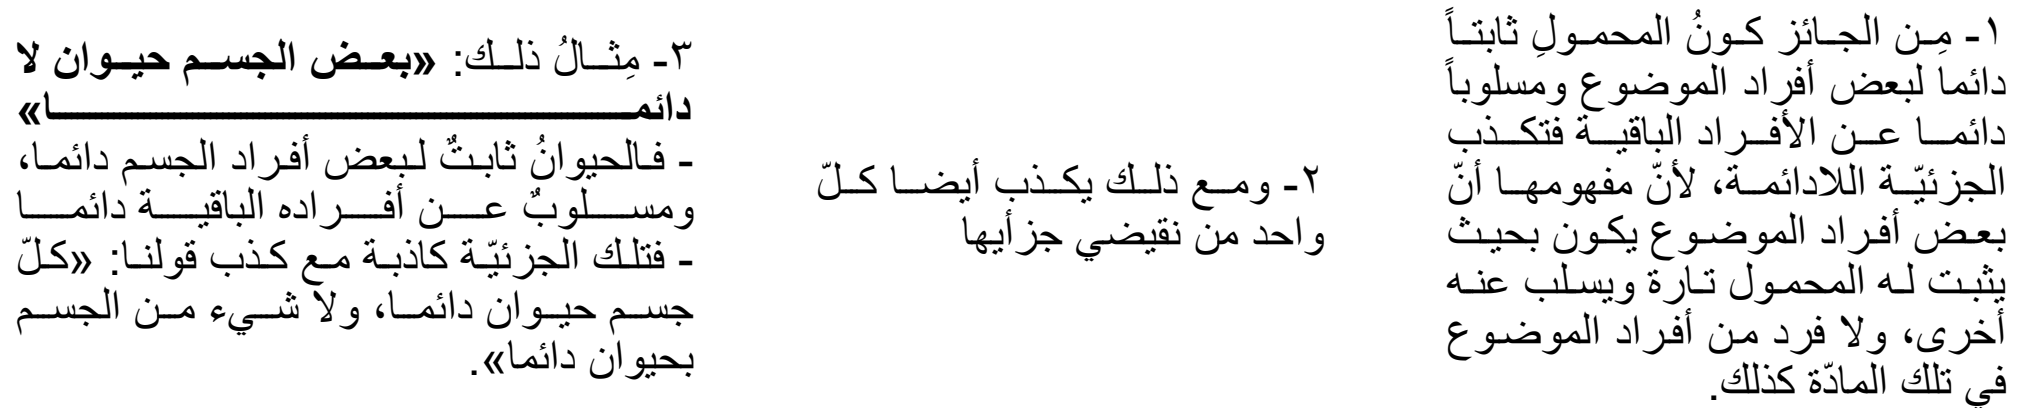 ١- مِن الجائز كونُ المحمولِ ثابتاً
دائما لبعض أفراد الموضوع ومسلوباً
دائما عن الأفراد الباقية فتكذب
الجزئيّة اللادائمة، لأنّ مفهومها أنّ
بعض أفراد الموضوع يكون بحيث
يثبت له المحمول تارة ويسلب عنه
أخرى، ولا فرد من أفراد الموضوع
في تلك المادّة كذلك.
٢- ومع ذلك يكذب أيضا كلّ
واحد من نقيضي جزأيها
٣- مِثالُ ذلك: «بعض الجسم حيوان لا
دائما»
- فالحيوانُ ثابتٌ لبعض أفراد الجسم دائما،
ومسلوبٌ عن أفراده الباقية دائما
- فتلك الجزئيّة كاذبة مع كذب قولنا: «كلّ
جسم حيوان دائما، ولا شيء من الجسم
بحيوان دائما».